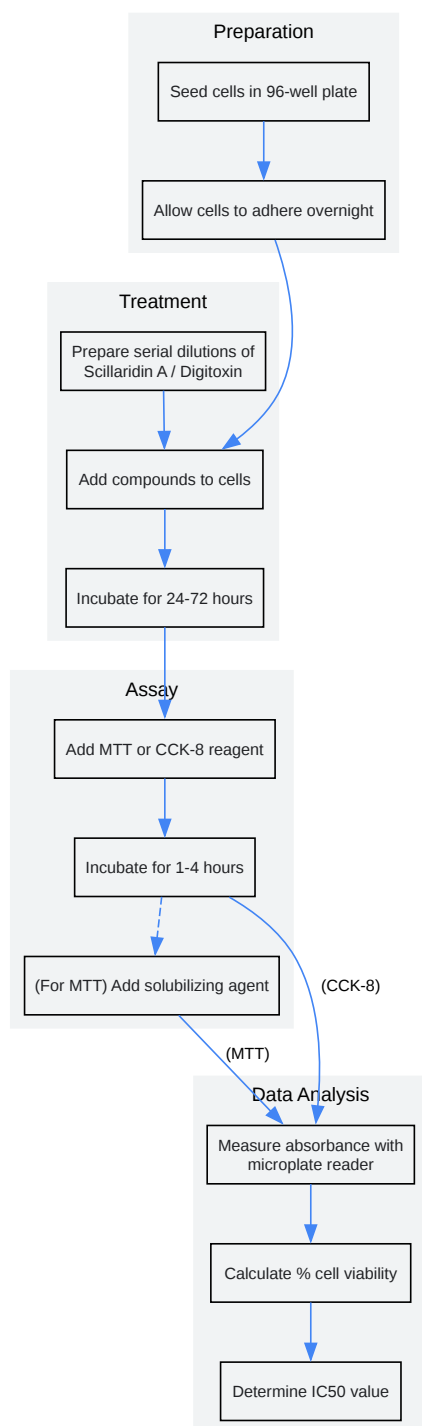 Preparation
Seed cells in 96-well plate
Allow cells to adhere overnight
Treatment
Prepare serial dilutions of
Scillaridin A / Digitoxin
Add compounds to cells
Incubate for 24-72 hours
Assay
Add MTT or CCK-8 reagent
Incubate for 1-4 hours
(For MTT) Add solubilizing agent
(CCK-8)
(MTT)
Data Analysis
Measure absorbance with
microplate reader
Calculate % cell viability
Determine IC50 value